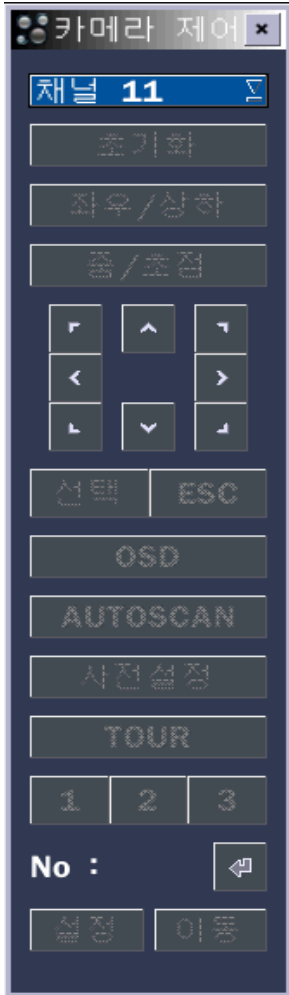 카메라 제어
채널 11
초기화
좌우/상하
줌/초점
선택 ESC
OSD
AUTOSCAN
사전설정
TOUR
1 2 3
No :
설정 이동